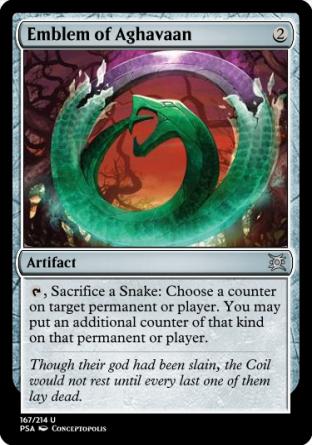 Emblem of Aghavaan 2
Artifact
, Sacrifice a Snake: Choose a counter
on target permanent or player. You may
put an additional counter of that kind
on that permanent or player.
Though their god had been slain, the Coil
would not rest until every last one of them
lay dead.
167/214 U
PSA Conceptopolis